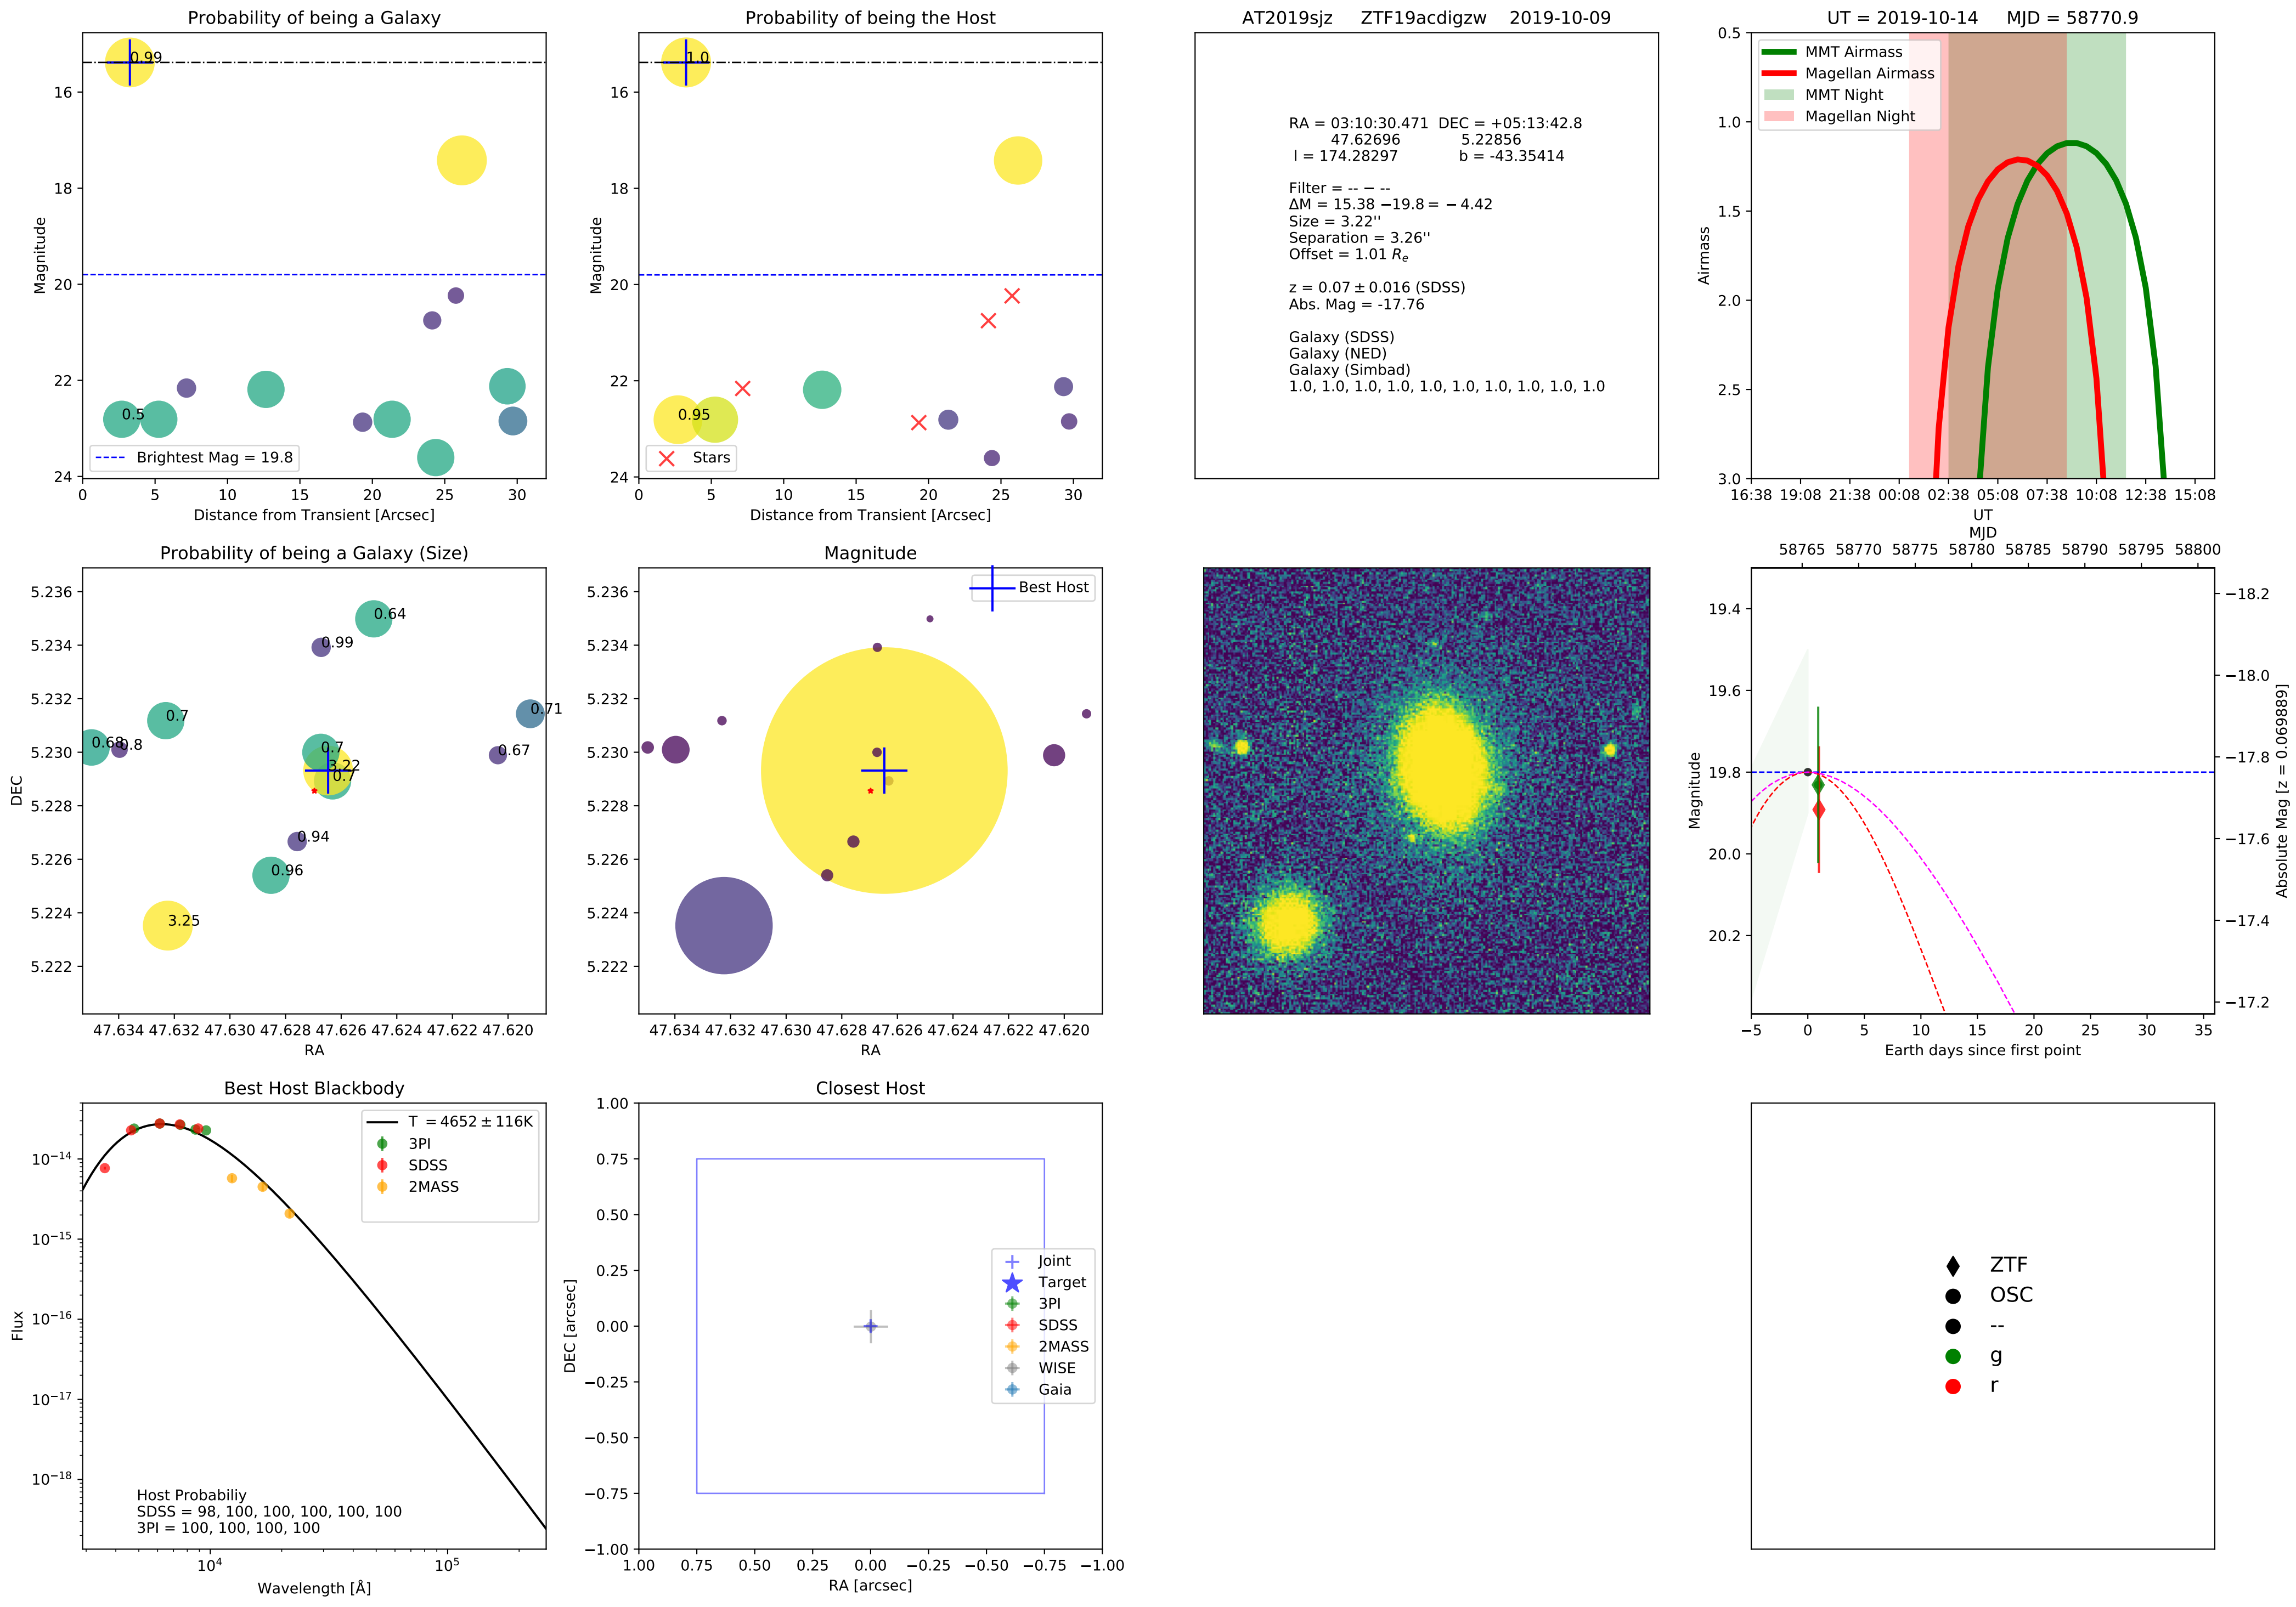 Probability of being a Galaxy
0.99
0.5
Brightest Mag = 19.8
16
18
20
22
24
Magnitude
0 5 10 15 20 25 30
Distance from Transient [Arcsec]
Probability of being the Host
1.0
0.95
Stars
16
18
20
22
24
Magnitude
0 5 10 15 20 25 30
Distance from Transient [Arcsec]
AT2019sjz ZTF19acdigzw 2019-10-09
RA = 03:10:30.471 DEC = +05:13:42.8
47.62696 5.22856
l = 174.28297 b = -43.35414
Filter = -- − --
ΔM = 15.38 −19.8 = −4.42
Size = 3.22''
Separation = 3.26''
Offset = 1.01 Re
z = 0.07 ± 0.016 (SDSS)
Abs. Mag = -17.76
Galaxy (SDSS)
Galaxy (NED)
Galaxy (Simbad)
1.0, 1.0, 1.0, 1.0, 1.0, 1.0, 1.0, 1.0, 1.0, 1.0
UT = 2019-10-14 MJD = 58770.9
MMT Airmass
Magellan Airmass
MMT Night
Magellan Night
0.5
1.0
1.5
2.0
2.5
3.0
Airmass
16:38 19:08 21:38 00:08 02:38 05:08 07:38 10:08 12:38 15:08
UT
Probability of being a Galaxy (Size)
0.64
0.99
0.7
0.71
0.68
0.8
0.7
0.67
3.22
0.7
0.94
0.96
3.25
5.236
5.234
5.232
5.230
5.228
5.226
5.224
5.222
DEC
47.634 47.632 47.630 47.628 47.626 47.624 47.622 47.620
RA
Magnitude
Best Host
5.236
5.234
5.232
5.230
5.228
5.226
5.224
5.222
47.634 47.632 47.630 47.628 47.626 47.624 47.622 47.620
RA
MJD
58765 58770 58775 58780 58785 58790 58795 58800
19.4
19.6
19.8
20.0
20.2
Magnitude
−18.2
−18.0
−17.8
−17.6
−17.4
−17.2
Absolute Mag [z = 0.069889]
−5 0 5 10 15 20 25 30 35
Earth days since first point
Best Host Blackbody
T = 4652 ± 116K
3PI
SDSS
2MASS
10−14
10−15
10−16
10−17
10−18
Flux
Host Probabiliy
SDSS = 98, 100, 100, 100, 100, 100
3PI = 100, 100, 100, 100
104 105
Wavelength [Å]
Closest Host
Joint
Target
3PI
SDSS
2MASS
WISE
Gaia
1.00
0.75
0.50
0.25
0.00
−0.25
−0.50
−0.75
−1.00
DEC [arcsec]
1.00 0.75 0.50 0.25 0.00 −0.25 −0.50 −0.75 −1.00
RA [arcsec]
ZTF
OSC
--
g
r